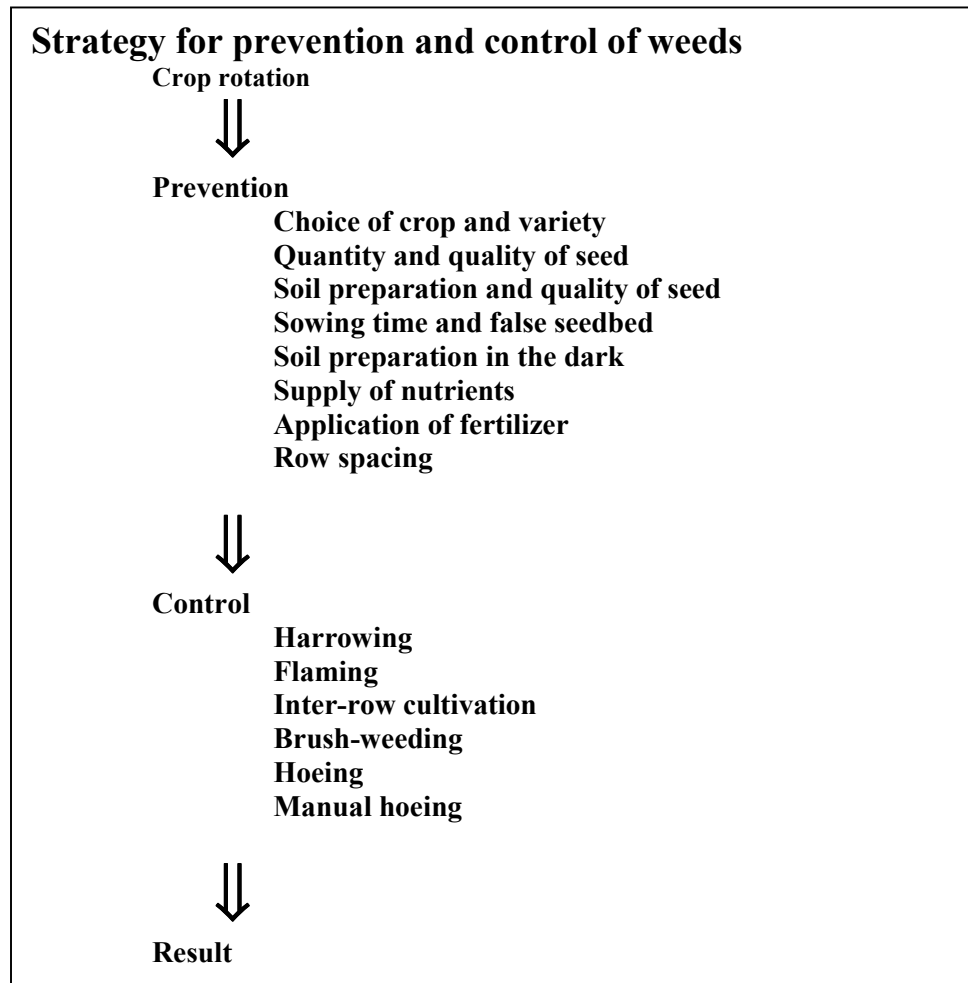 Strategy for prevention and control of weeds
Crop rotation
Prevention
Choice of crop and variety
Quantity and quality of seed
Soil preparation and quality of seed
Sowing time and false seedbed
Soil preparation in the dark
Supply of nutrients
Application of fertilizer
Row spacing
Control
Harrowing
Flaming
Inter-row cultivation
Brush-weeding
Hoeing
Manual hoeing
Result